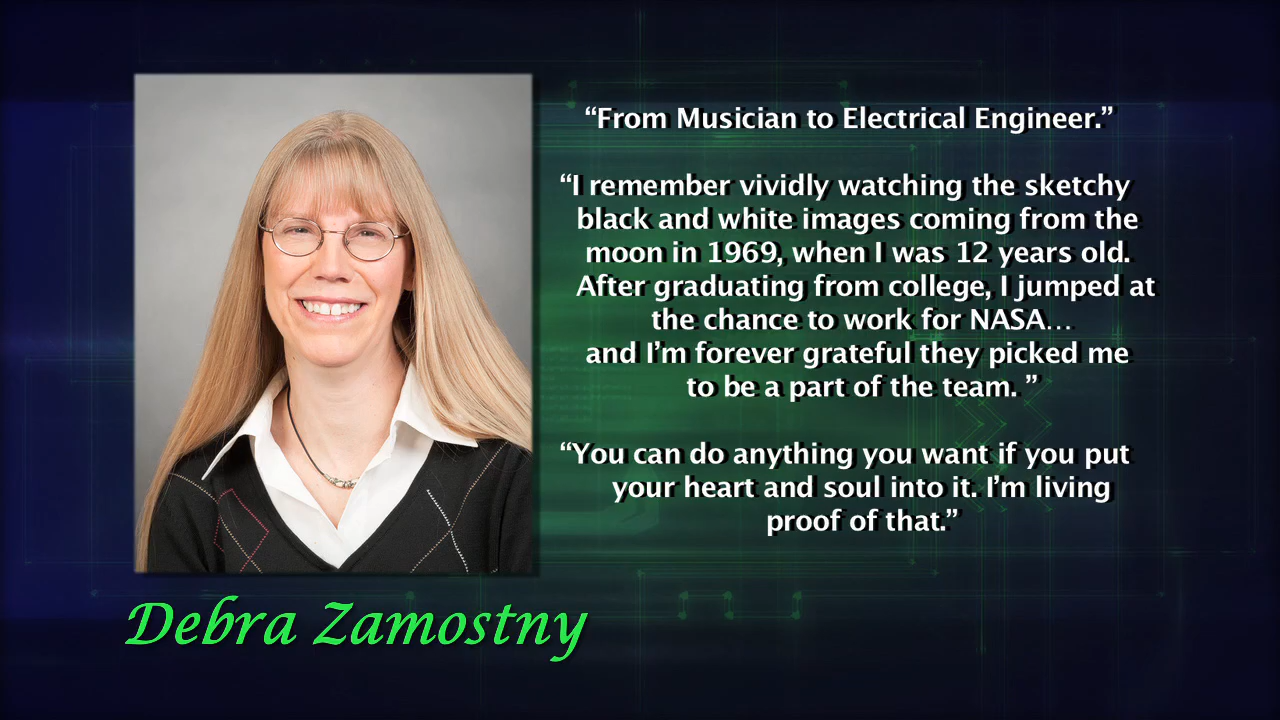 “From Musician to Electrical Engineer.”
“I remember vividly watching the sketchy
black and white images coming from the
moon in 1969, when I was 12 years old.
After graduating from college, I jumped at
the chance to work for NASA…
and I’m forever grateful they picked me
to be a part of the team. ”
“You can do anything you want if you put
your heart and soul into it. I’m living
proof of that.”
Debra Zamostny